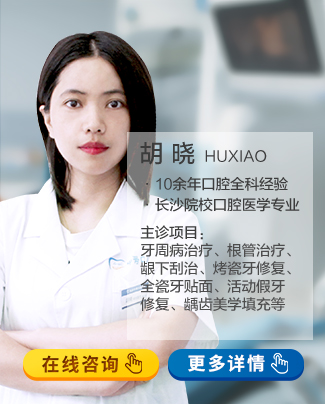 胡晓 HUXIAO
· 10余年口腔全科经验
· 长沙院校口腔医学专业
主诊项目：
牙周病治疗、根管治疗、
龈下刮治、烤瓷牙修复、
全瓷牙贴面、活动假牙
修复、龋齿美学填充等
在线咨询
更多详情